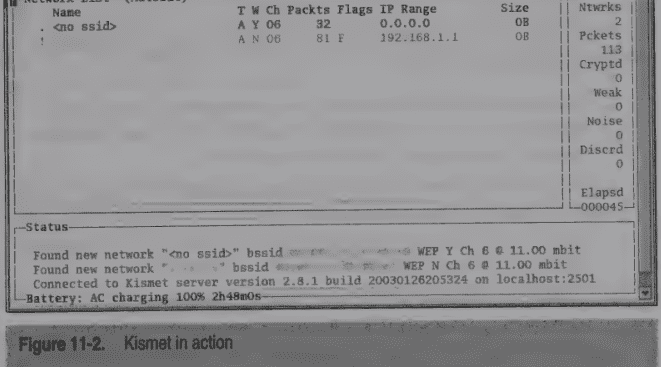 Name T W Ch Packts Flags IP Range Size
. <no ssid> A Y 06 32 0.0.0.0 0B
! A N 06 81 F 192.168.1.1 0B
Ntwrks
2
Pckets
113
Cryptd
0
Weak
0
Noise
0
Discrd
0
Elapsd
000045
Status
Found new network "<no ssid>" bssid WEP Y Ch 6 @ 11.00 mbit
Found new network " " bssid WEP N Ch 6 @ 11.00 mbit
Connected to Kismet server version 2.8.1 build 20030126205324 on localhost:2501
Battery: AC charging 100% 2h48m0s
Figure 11-2. Kismet in action